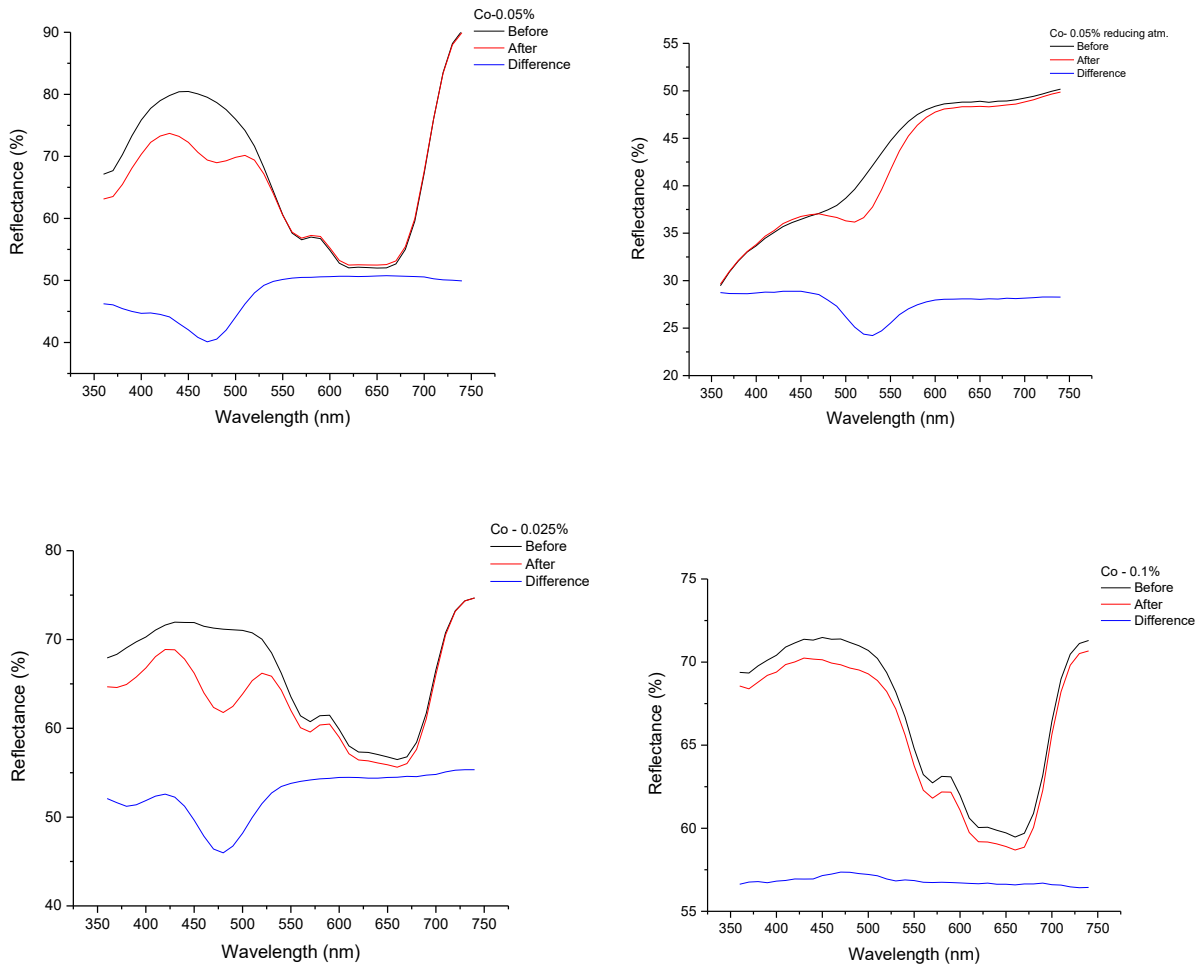 Co-0.05%
Before
After
Difference
90
80
70
60
50
40
Reflectance (%)
350 400 450 500 550 600 650 700 750
Wavelength (nm)
Co- 0.05% reducing atm.
Before
After
Difference
55
50
45
40
35
30
25
20
Reflectance (%)
350 400 450 500 550 600 650 700 750
Wavelength (nm)
Co - 0.025%
Before
After
Difference
80
70
60
50
40
Reflectance (%)
350 400 450 500 550 600 650 700 750
Wavelength (nm)
Co - 0.1%
Before
After
Difference
75
70
65
60
55
Reflectance (%)
350 400 450 500 550 600 650 700 750
Wavelength (nm)